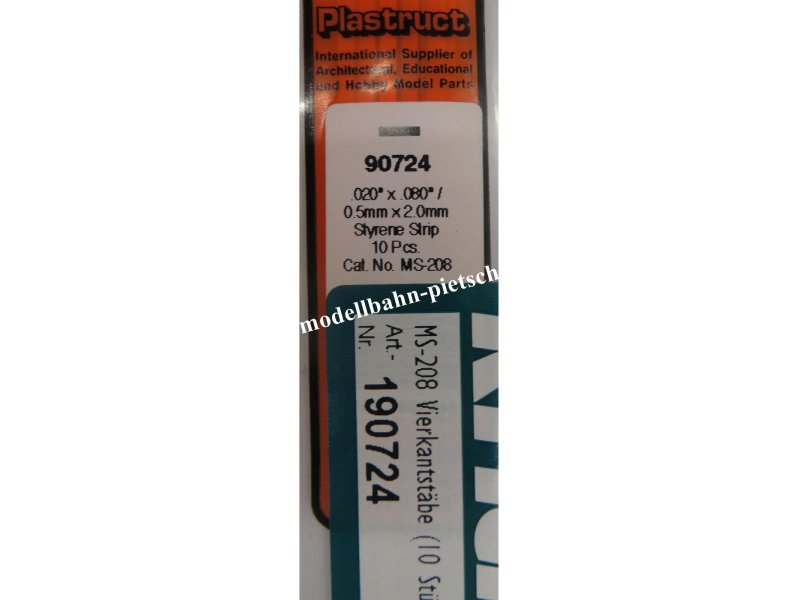 Plastruct
International Supplier of
Architectural, Educational
and Hobby Model Parts
90724
.020" x .080" /
0.5mm x 2.0mm
Styrene Strip
10 Pcs.
Cat. No. MS-208
modellbahn-pietsch
MS-208 Vierkantstäbe (10 Stü
Art.-
Nr.
190724